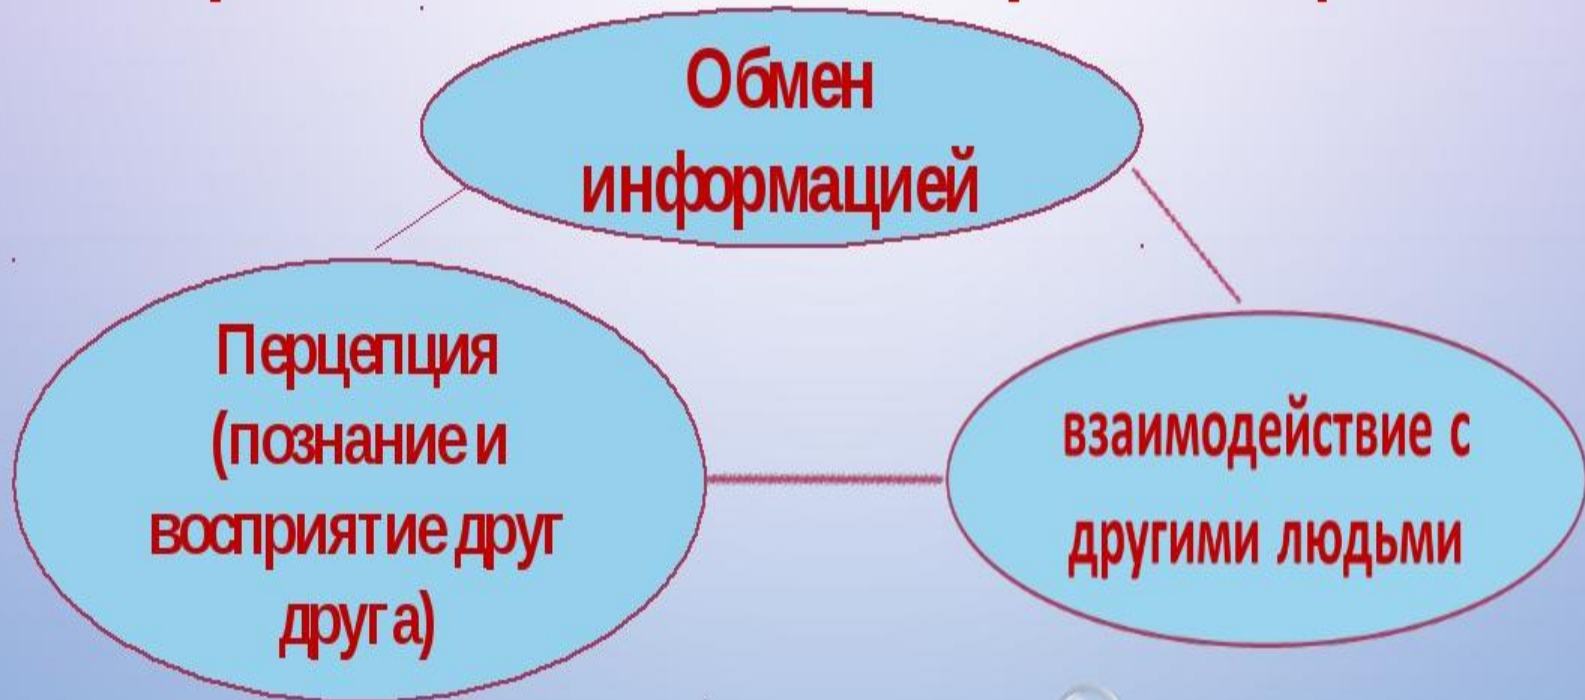 Обмен
информацией
Перцепция
(познание и
восприятие друг
друга)
взаимодействие с
другими людьми